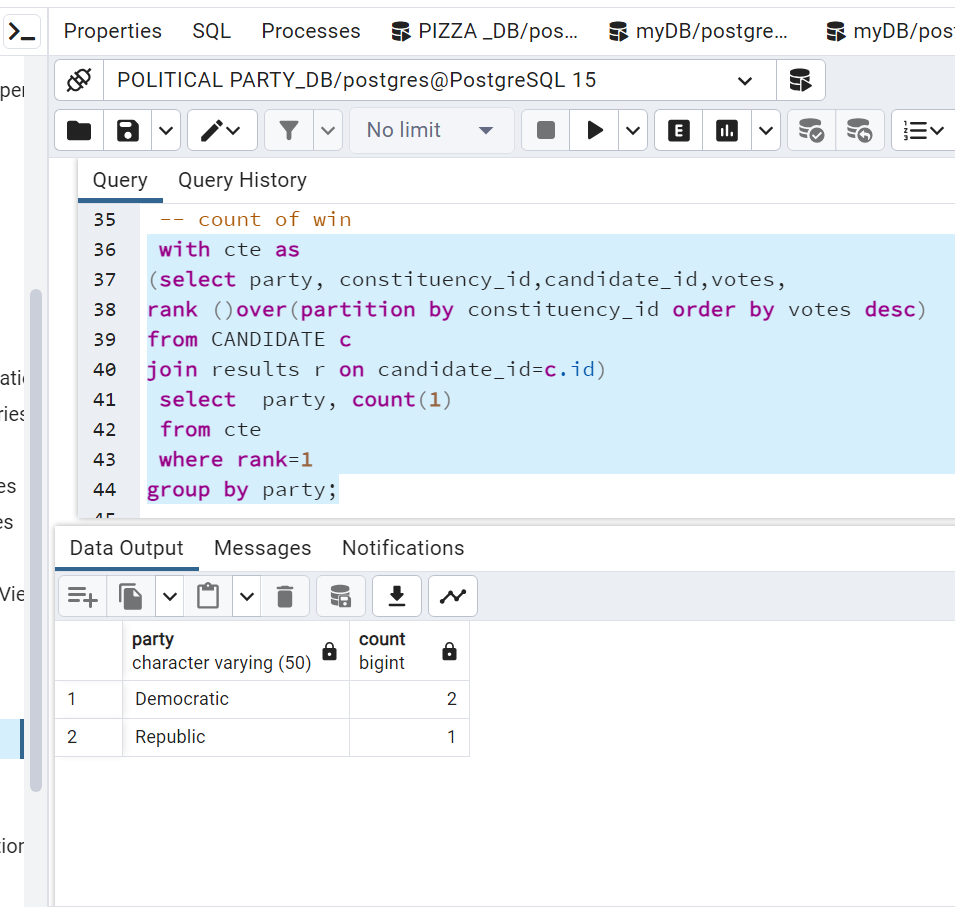 Properties SQL Processes PIZZA _DB/pos... myDB/postgre... myDB/pos
POLITICAL PARTY_DB/postgres@PostgreSQL 15
No limit
E
Query Query History
35 -- count of win
36 with cte as
37 (select party, constituency_id,candidate_id,votes,
38 rank ()over(partition by constituency_id order by votes desc)
39 from CANDIDATE c
40 join results r on candidate_id=c.id)
41 select party, count(1)
42 from cte
43 where rank=1
44 group by party;
Data Output Messages Notifications
party count
character varying (50) bigint
1 Democratic 2
2 Republic 1